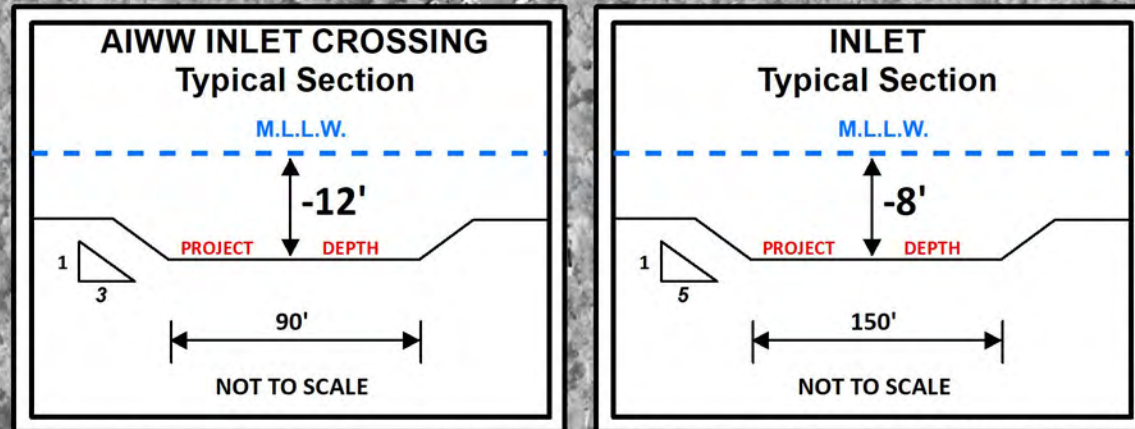 AIWW INLET CROSSING
Typical Section
M.L.L.W.
-12'
PROJECT DEPTH
1
3
90'
NOT TO SCALE
INLET
Typical Section
M.L.L.W.
-8'
PROJECT DEPTH
1
5
150'
NOT TO SCALE